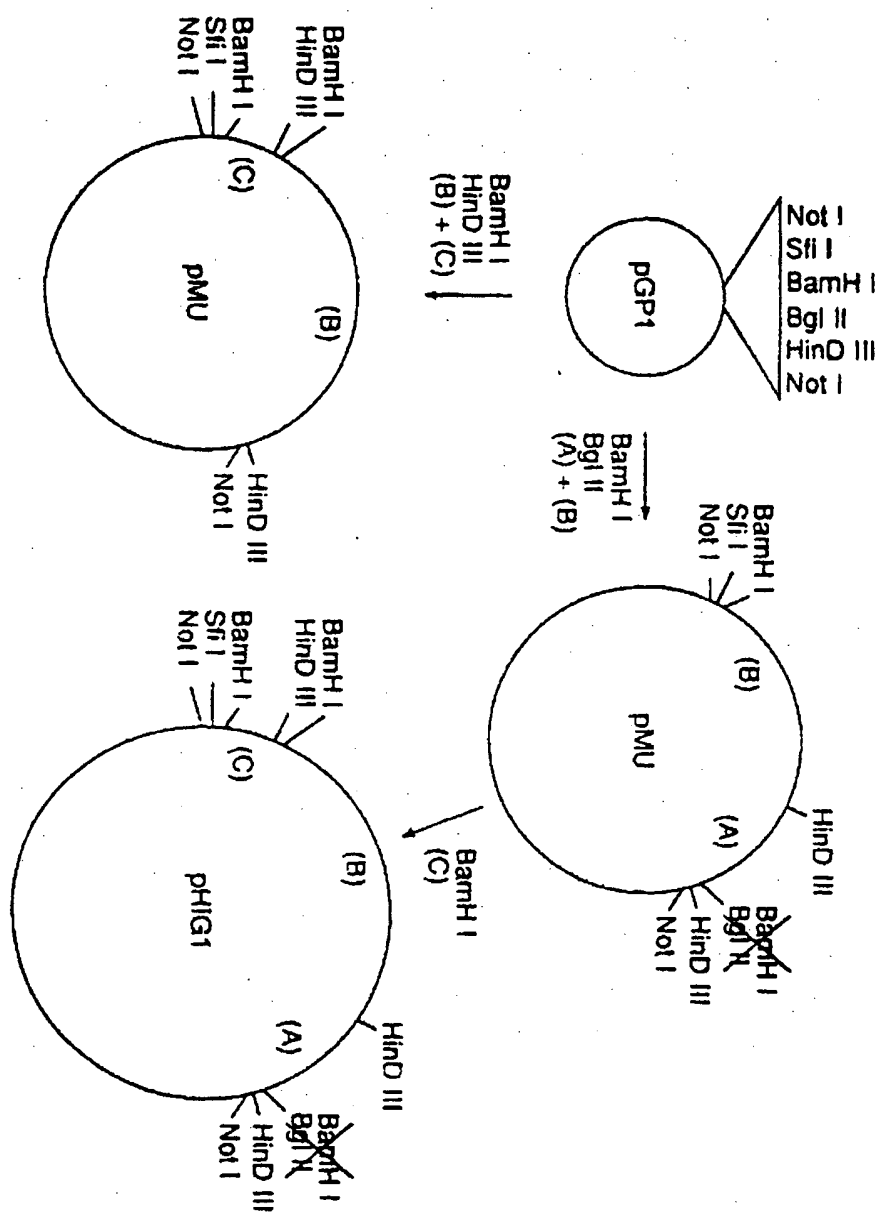 Not I
Sfi I
BamH I
Bgl II
HinD III
Not I
pGP1
BamH I
Bgl II
(A) + (B)
BamH I
Sfi I
Not I
(B)
HinD III
(A)
BamH I
Bgl II
HinD III
Not I
pMU
BamH I
HinD III
(B) + (C)
BamH I
(C)
BamH I
HinD III
BamH I
Sfi I
Not I
(C)
(B)
HinD III
Not I
pMU
BamH I
HinD III
BamH I
Sfi I
Not I
(C)
(B)
HinD III
(A)
BamH I
Bgl II
HinD III
Not I
pHIG1